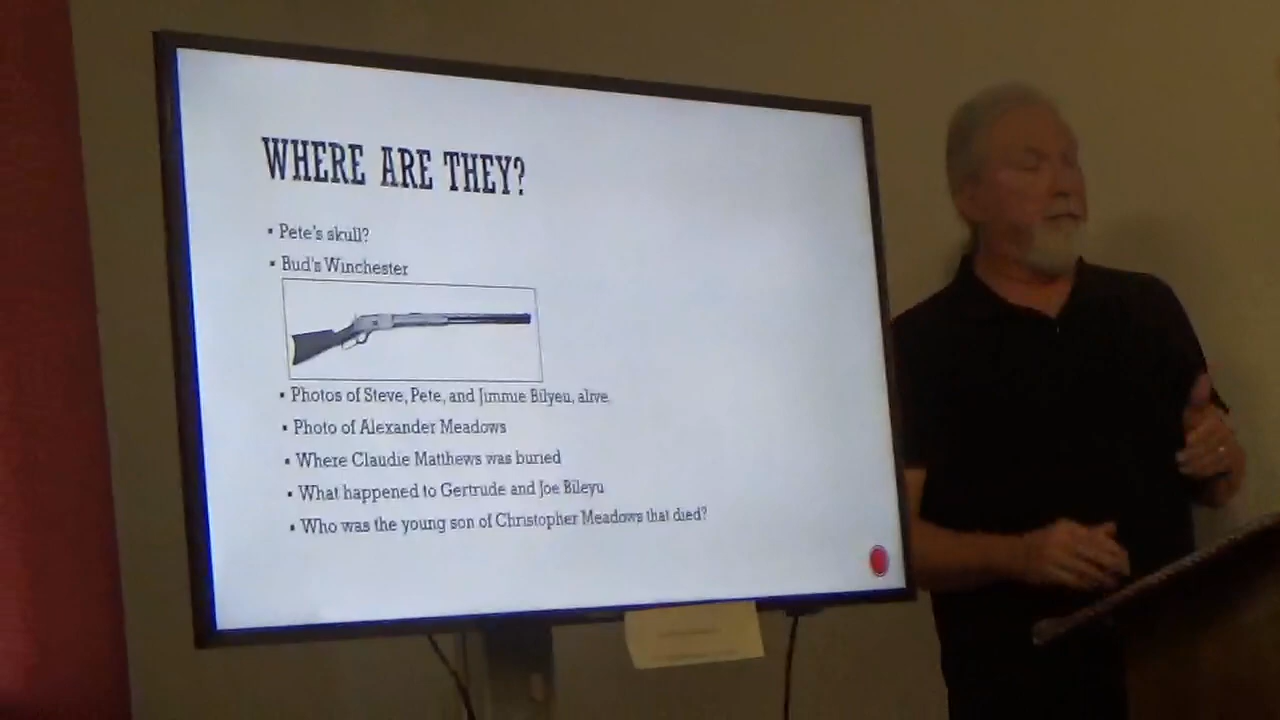 WHERE ARE THEY?
▪ Pete's skull?
▪ Bud's Winchester
▪ Photos of Steve, Pete, and Jimmie Bilyeu, alive.
▪ Photo of Alexander Meadows
▪ Where Claudie Matthews was buried
▪ What happened to Gertrude and Joe Bileyu
▪ Who was the young son of Christopher Meadows that died?